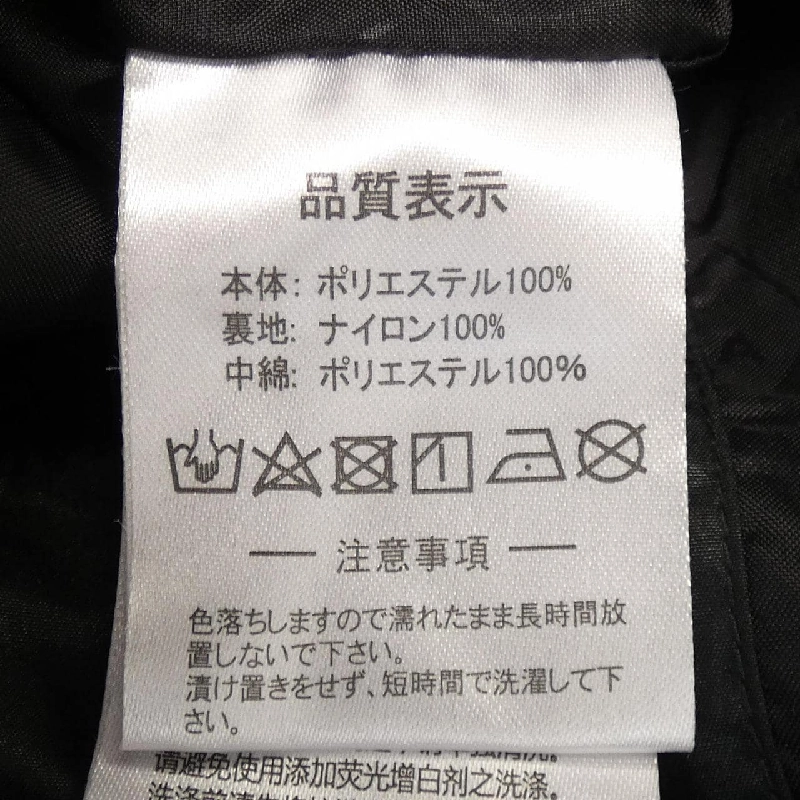 品質表示
本体: ポリエステル100%
裏地: ナイロン100%
中綿: ポリエステル100%
注意事項
色落ちしますので濡れたまま長時間放
置しないで下さい。
漬け置きをせず、短時間で洗濯して下
さい。
请避免使用添加荧光增白剂之洗涤。